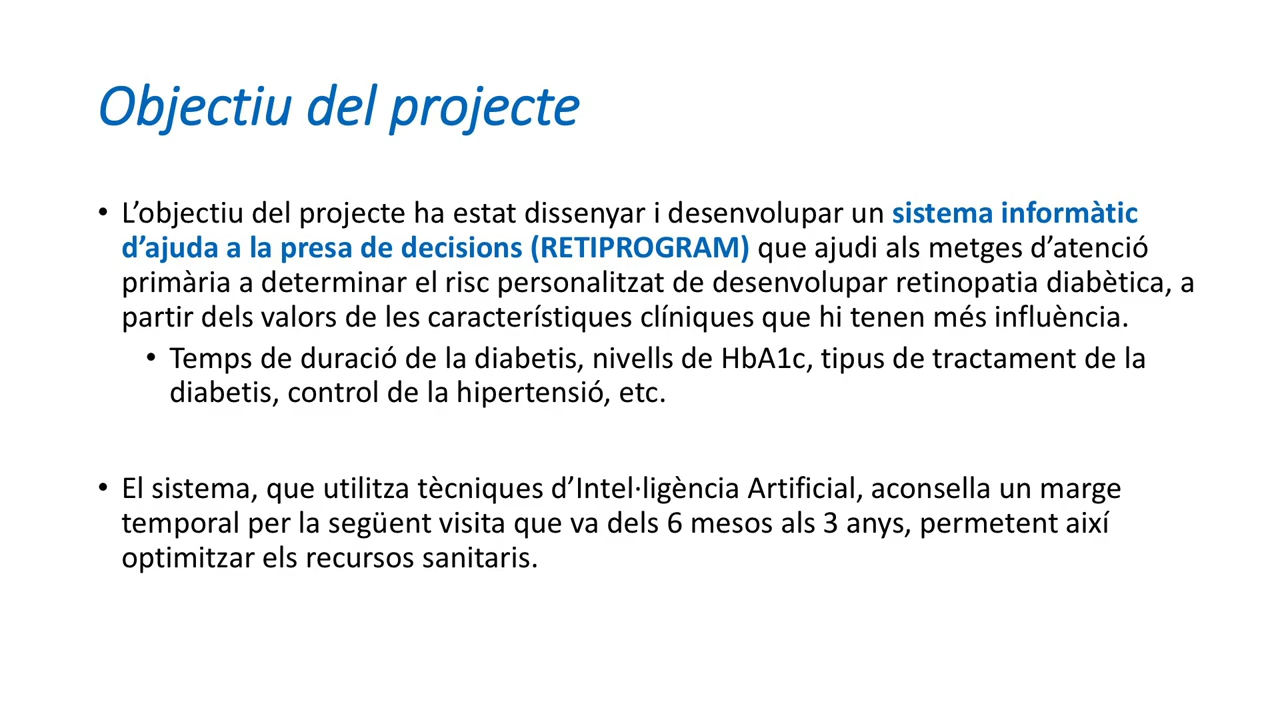 Objectiu del projecte
• L’objectiu del projecte ha estat dissenyar i desenvolupar un sistema informàtic
d’ajuda a la presa de decisions (RETIPROGRAM) que ajudi als metges d’atenció
primària a determinar el risc personalitzat de desenvolupar retinopatia diabètica, a
partir dels valors de les característiques clíniques que hi tenen més influència.
• Temps de duració de la diabetis, nivells de HbA1c, tipus de tractament de la
diabetis, control de la hipertensió, etc.
• El sistema, que utilitza tècniques d’Intel·ligència Artificial, aconsella un marge
temporal per la següent visita que va dels 6 mesos als 3 anys, permetent així
optimitzar els recursos sanitaris.